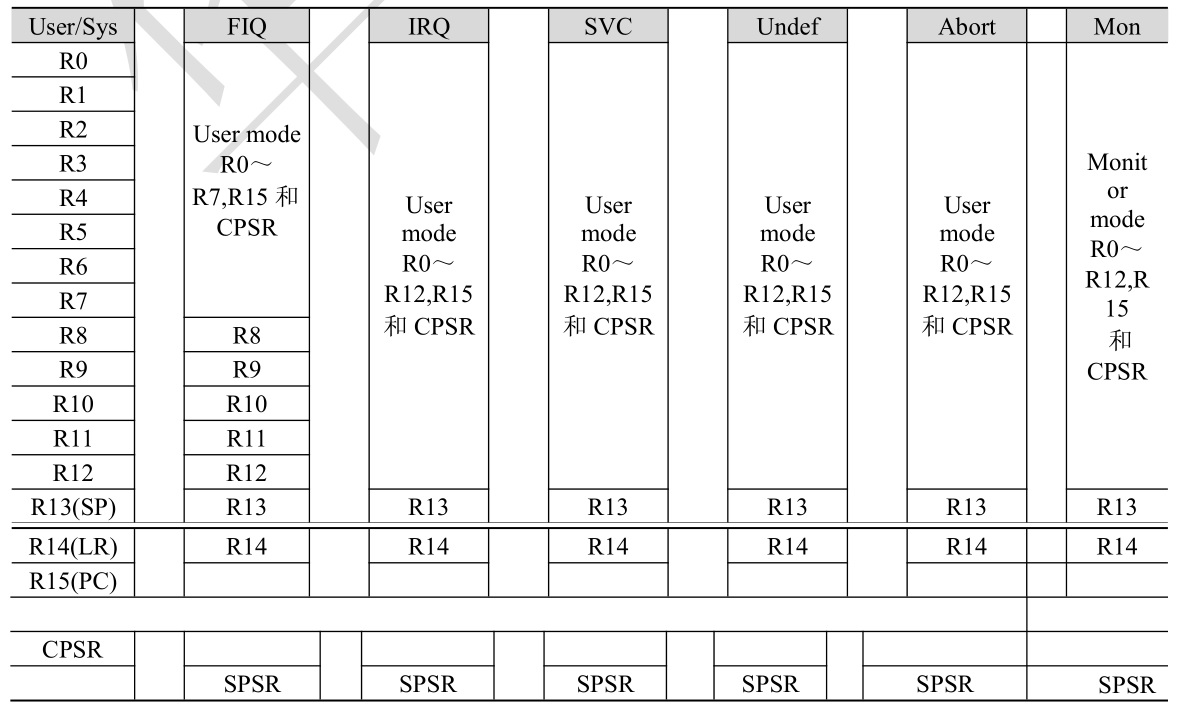 User/Sys FIQ IRQ SVC Undef Abort Mon
R0
R1
R2
R3
R4
R5
R6
R7
R8
R9
R10
R11
R12
R13(SP)
R14(LR)
R15(PC)
CPSR
User mode
R0～
R7,R15 和
CPSR
R8
R9
R10
R11
R12
R13
R14
SPSR
User
mode
R0～
R12,R15
和 CPSR
R13
R14
SPSR
User
mode
R0～
R12,R15
和 CPSR
R13
R14
SPSR
User
mode
R0～
R12,R15
和 CPSR
R13
R14
SPSR
User
mode
R0～
R12,R15
和 CPSR
R13
R14
SPSR
Monit
or
mode
R0～
R12,R
15
和
CPSR
R13
R14
SPSR